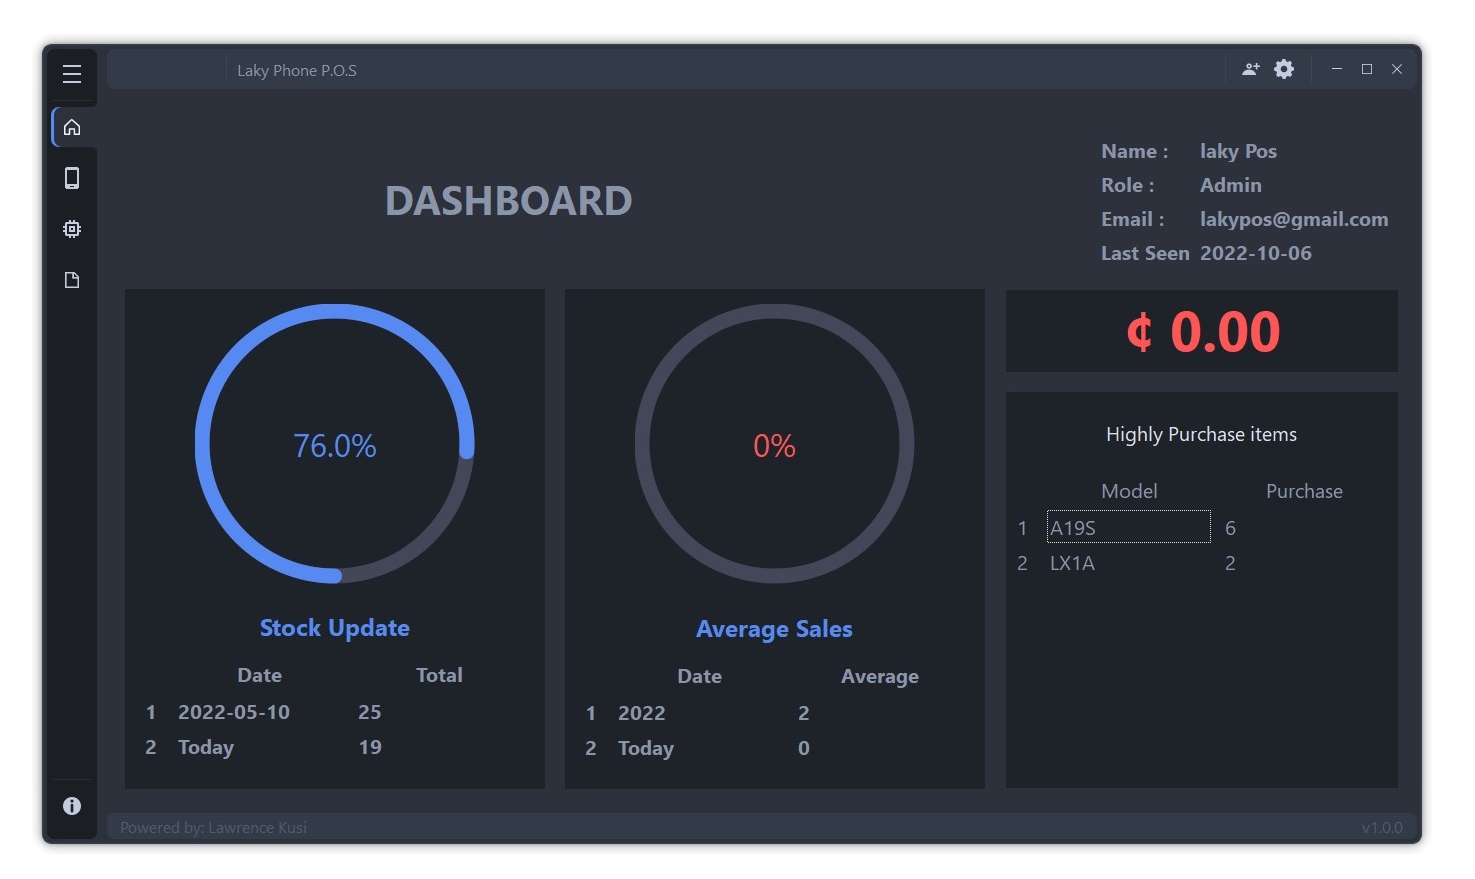 Laky Phone P.O.S
Name : laky Pos
Role : Admin
Email : lakypos@gmail.com
Last Seen 2022-10-06
DASHBOARD
76.0%
Stock Update
Date Total
1 2022-05-10 25
2 Today 19
0%
Average Sales
Date Average
1 2022 2
2 Today 0
¢ 0.00
Highly Purchase items
Model Purchase
1 A19S 6
2 LX1A 2
Powered by: Lawrence Kusi
v1.0.0